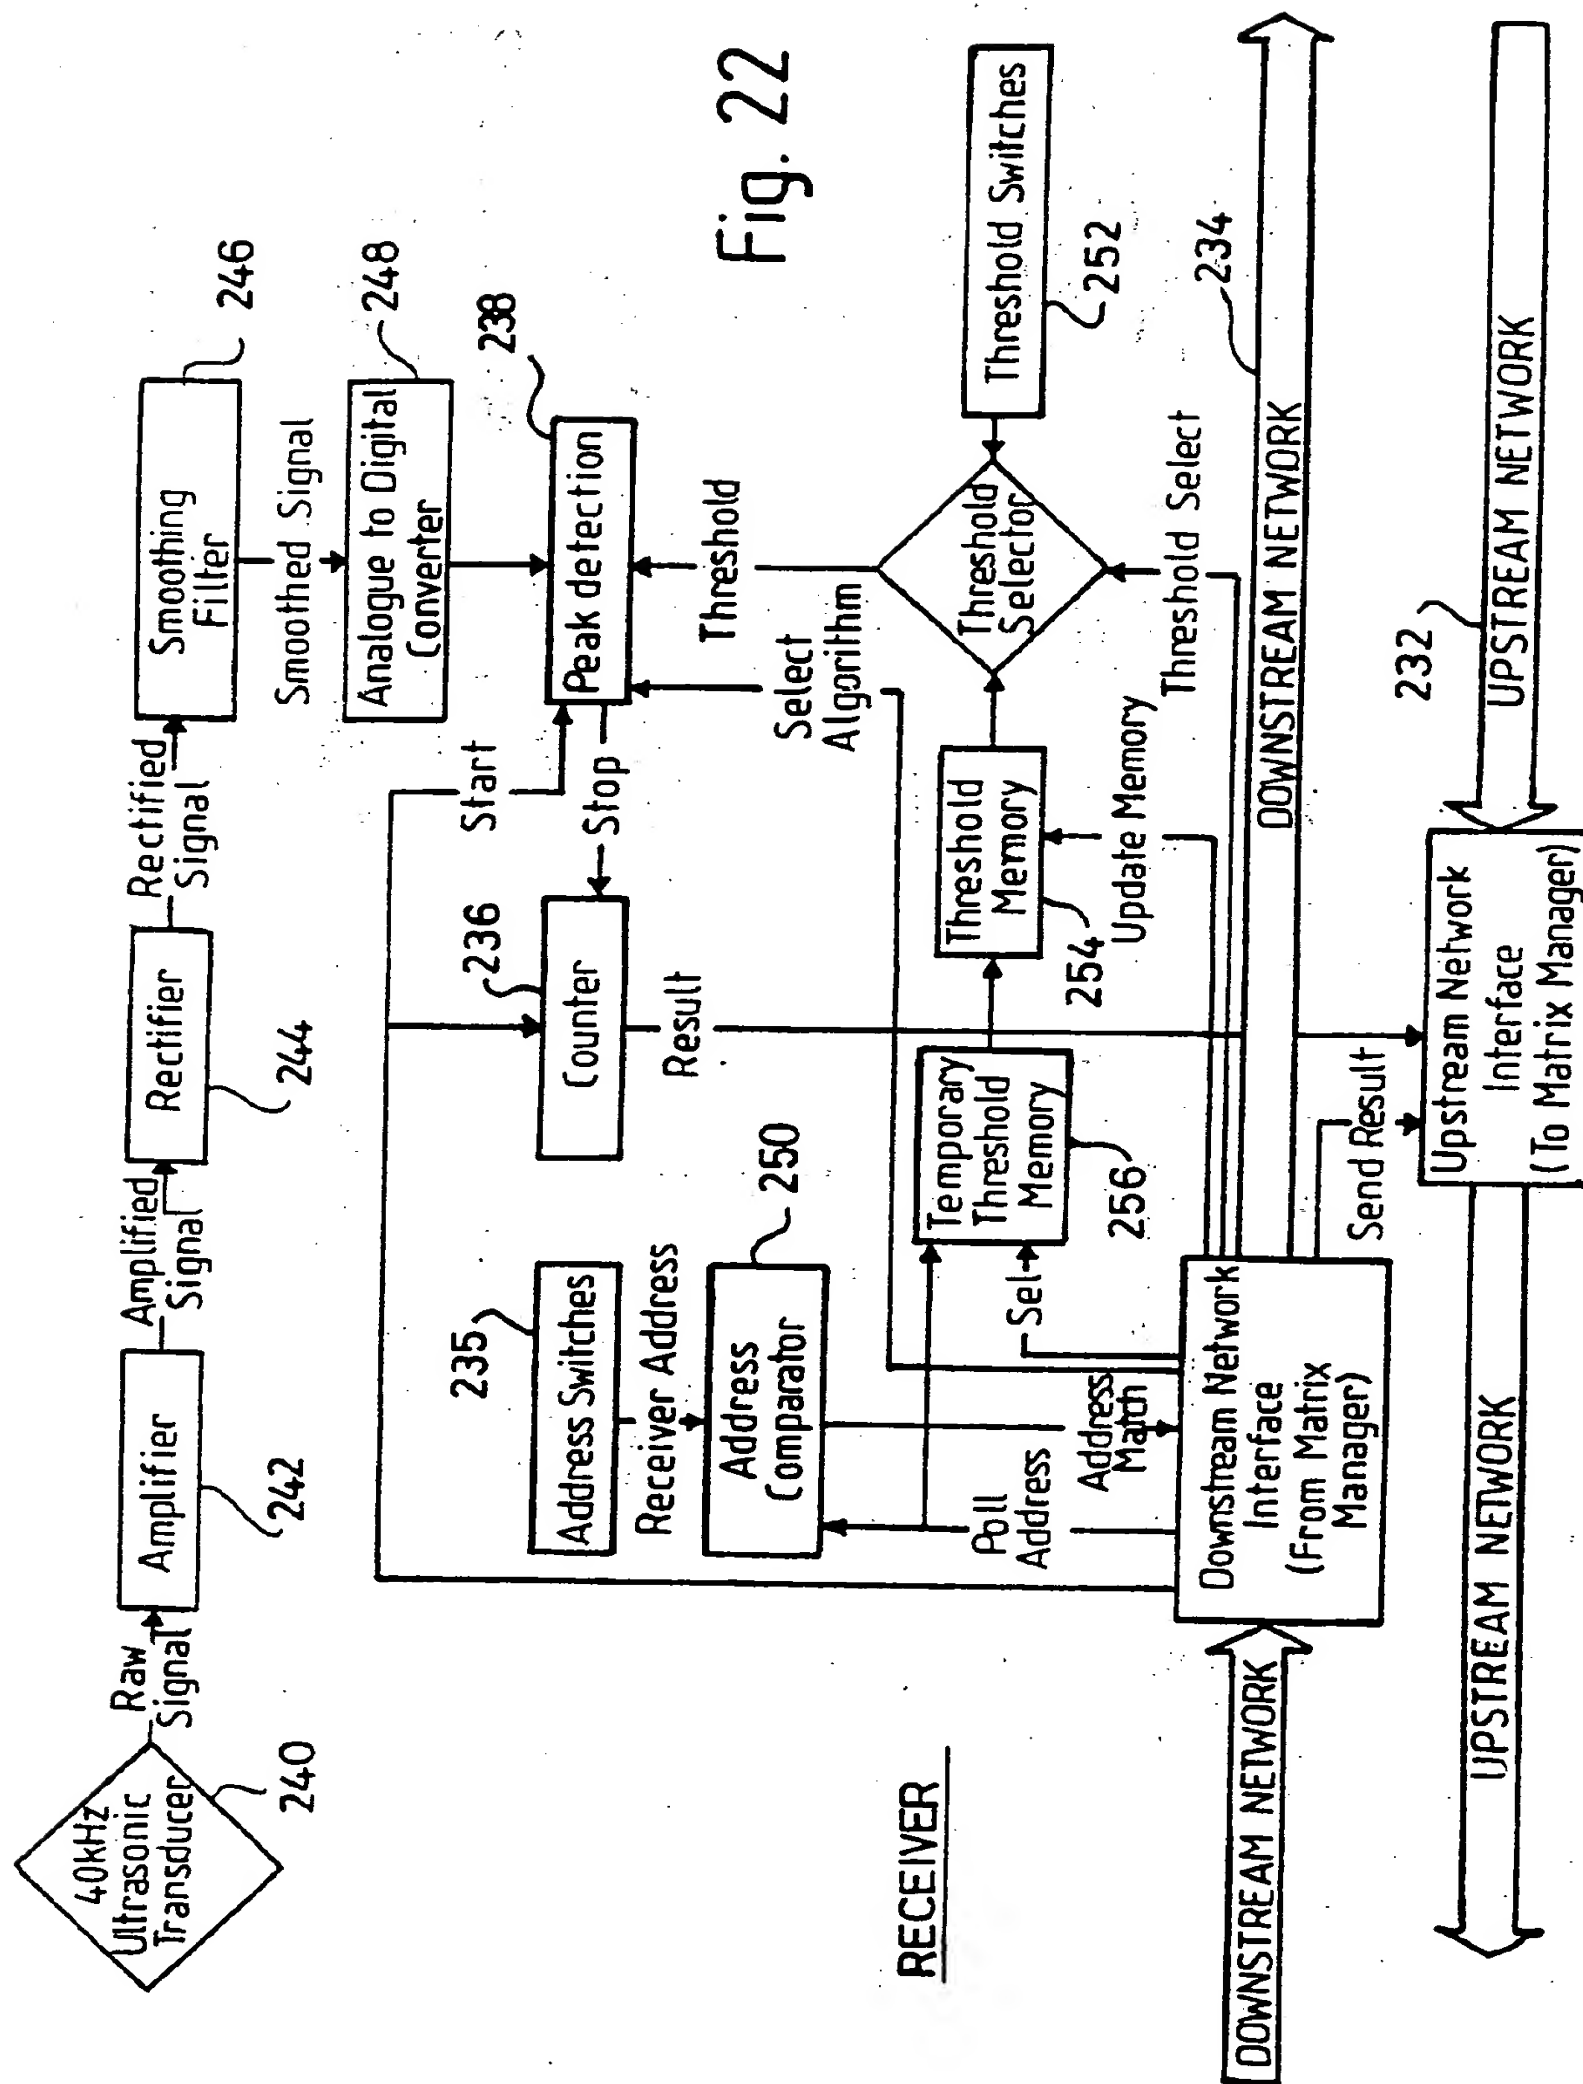 40kHz
Ultrasonic
Transducer
240
Raw
Signal
Amplifier
242
Amplified
Signal
Rectifier
244
Rectified
Signal
Smoothing
Filter
246
Smoothed Signal
Analogue to Digital
Converter
248
Start
Peak detection
238
Stop
Counter
236
Result
235
Address Switches
Receiver Address
Address
Comparator
250
Select
Algorithm
Threshold
Fig. 22
RECEIVER
Poll
Address
Address
Match
Sel
Temporary
Threshold
Memory
256
Threshold
Memory
254
Update Memory
Threshold
Selector
Threshold Switches
252
Threshold Select
234
DOWNSTREAM NETWORK
Downstream Network
Interface
(From Matrix
Manager)
DOWNSTREAM NETWORK
Send Result
Upstream Network
Interface
(To Matrix Manager)
232
UPSTREAM NETWORK
UPSTREAM NETWORK